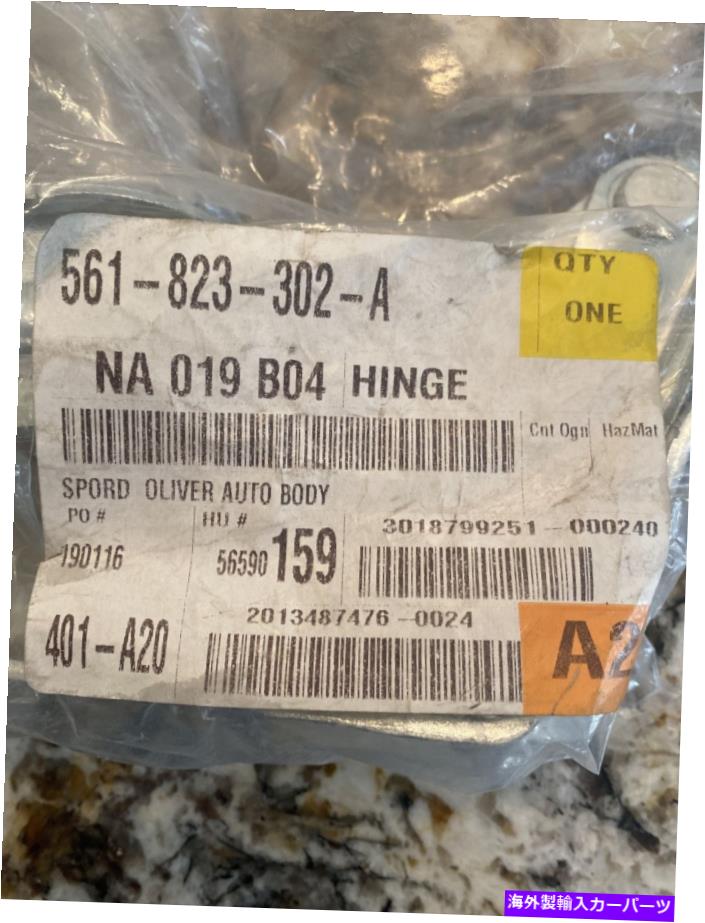 561-823-302-A
QTY
ONE
NA 019 B04 HINGE
Cnt Ogn HazMat
SPORD OLIVER AUTO BODY
PO # HU # 3018799251-000240
190116 56590 159
2013487476-0024
401-A20
A2
海外製輸入カーパーツ